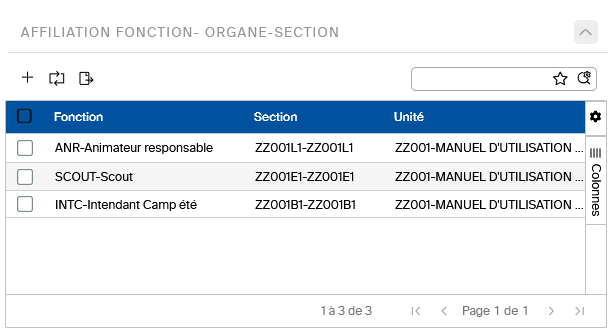 AFFILIATION FONCTION- ORGANE-SECTION
Fonction Section Unité
ANR-Animateur responsable ZZ001L1-ZZ001L1 ZZ001-MANUEL D'UTILISATION ...
SCOUT-Scout ZZ001E1-ZZ001E1 ZZ001-MANUEL D'UTILISATION ...
INTC-Intendant Camp été ZZ001B1-ZZ001B1 ZZ001-MANUEL D'UTILISATION ...
Colonnes
1 à 3 de 3 Page 1 de 1